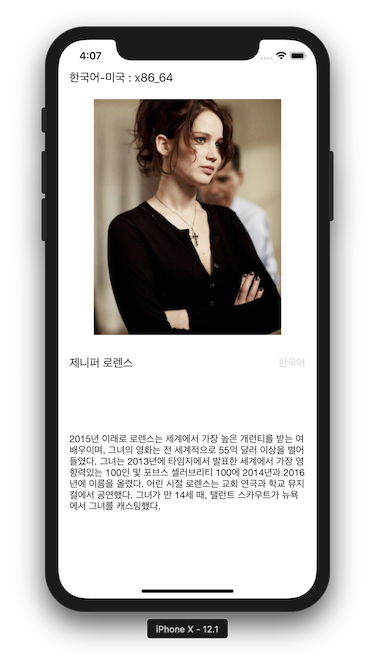 4:07
한국어-미국 : x86_64
제니퍼 로렌스
한국어
2015년 이래로 로렌스는 세계에서 가장 높은 개런티를 받는 여
배우이며, 그녀의 영화는 전 세계적으로 55억 달러 이상을 벌어
들였다. 그녀는 2013년에 타임지에서 발표한 세계에서 가장 영
향력있는 100인 및 포브스 셀러브리티 100에 2014년과 2016
년에 이름을 올렸다. 어린 시절 로렌스는 교회 연극과 학교 뮤지
컬에서 공연했다. 그녀가 만 14세 때, 탤런트 스카우트가 뉴욕
에서 그녀를 캐스팅했다.
iPhone X - 12.1